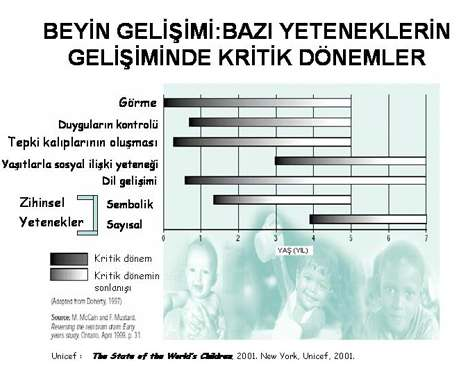 BEYİN GELİŞİMİ:BAZI YETENEKLERİN
GELİŞİMİNDE KRİTİK DÖNEMLER
Görme
Duyguların kontrolü
Tepki kalıplarının oluşması
Yaşıtlarla sosyal ilişki yeteneği
Dil gelişimi
Zihinsel
Yetenekler
Sembolik
Sayısal
0 1 2 3 4 5 6 7
YAŞ (YIL)
Kritik dönem
Kritik dönemin
sonlanışı
(Adapted from Doherty, 1997)
Source: M. McCain and F. Mustard,
Reversing the real brain drain: Early
years study. Ontario, April 1999, p. 31
Unicef : The State of the World's Children, 2001. New York, Unicef, 2001.